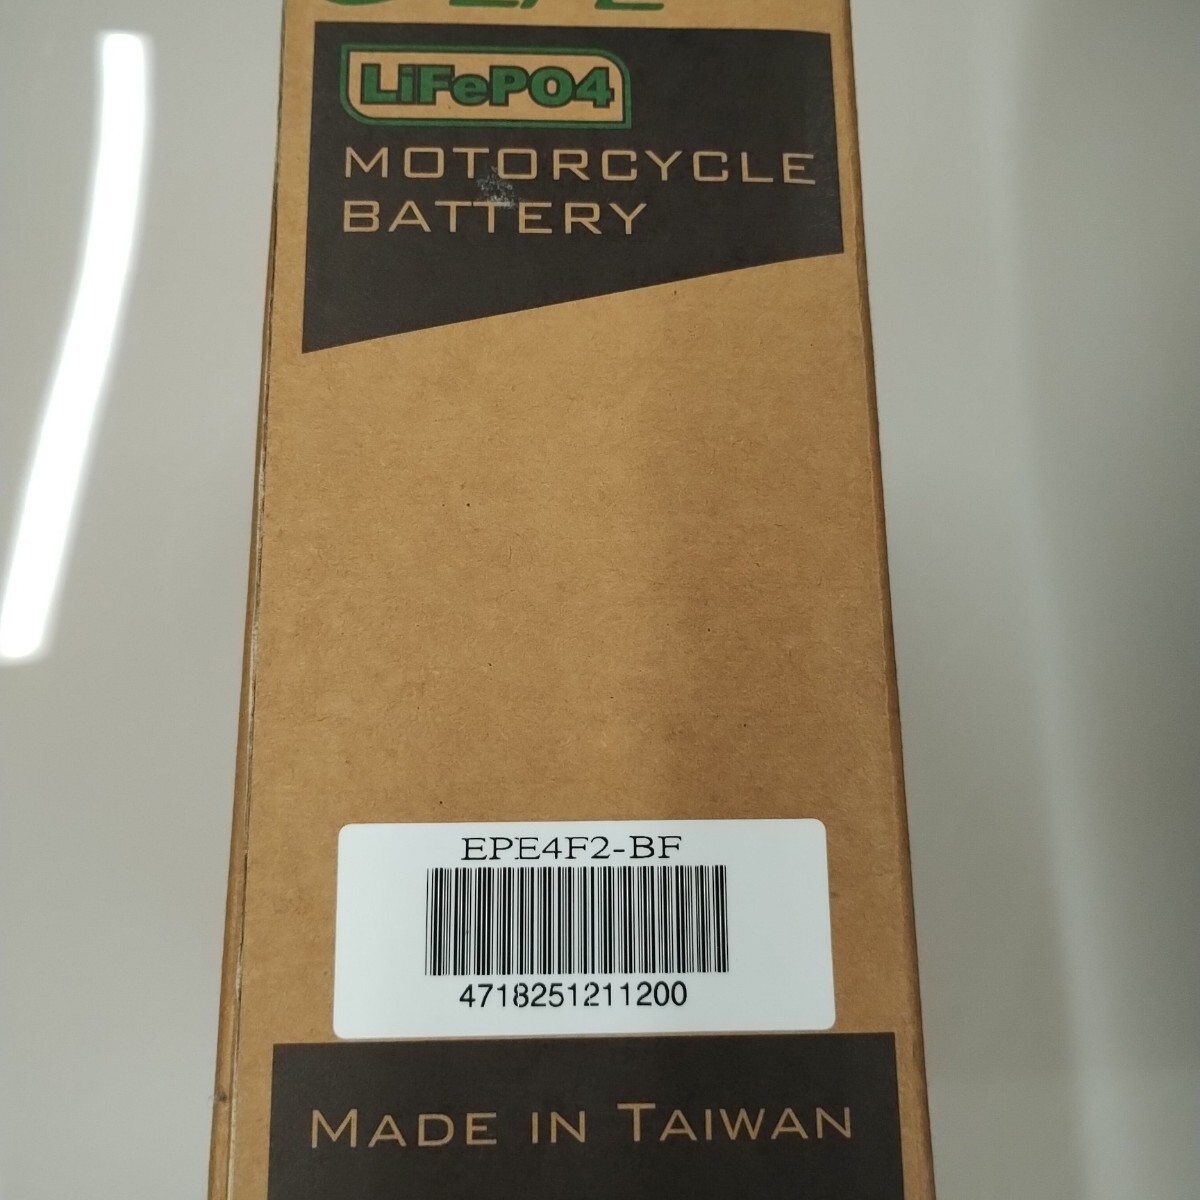 LiFePO4
MOTORCYCLE
BATTERY
EPE4F2-BF
4718251211200
MADE IN TAIWAN